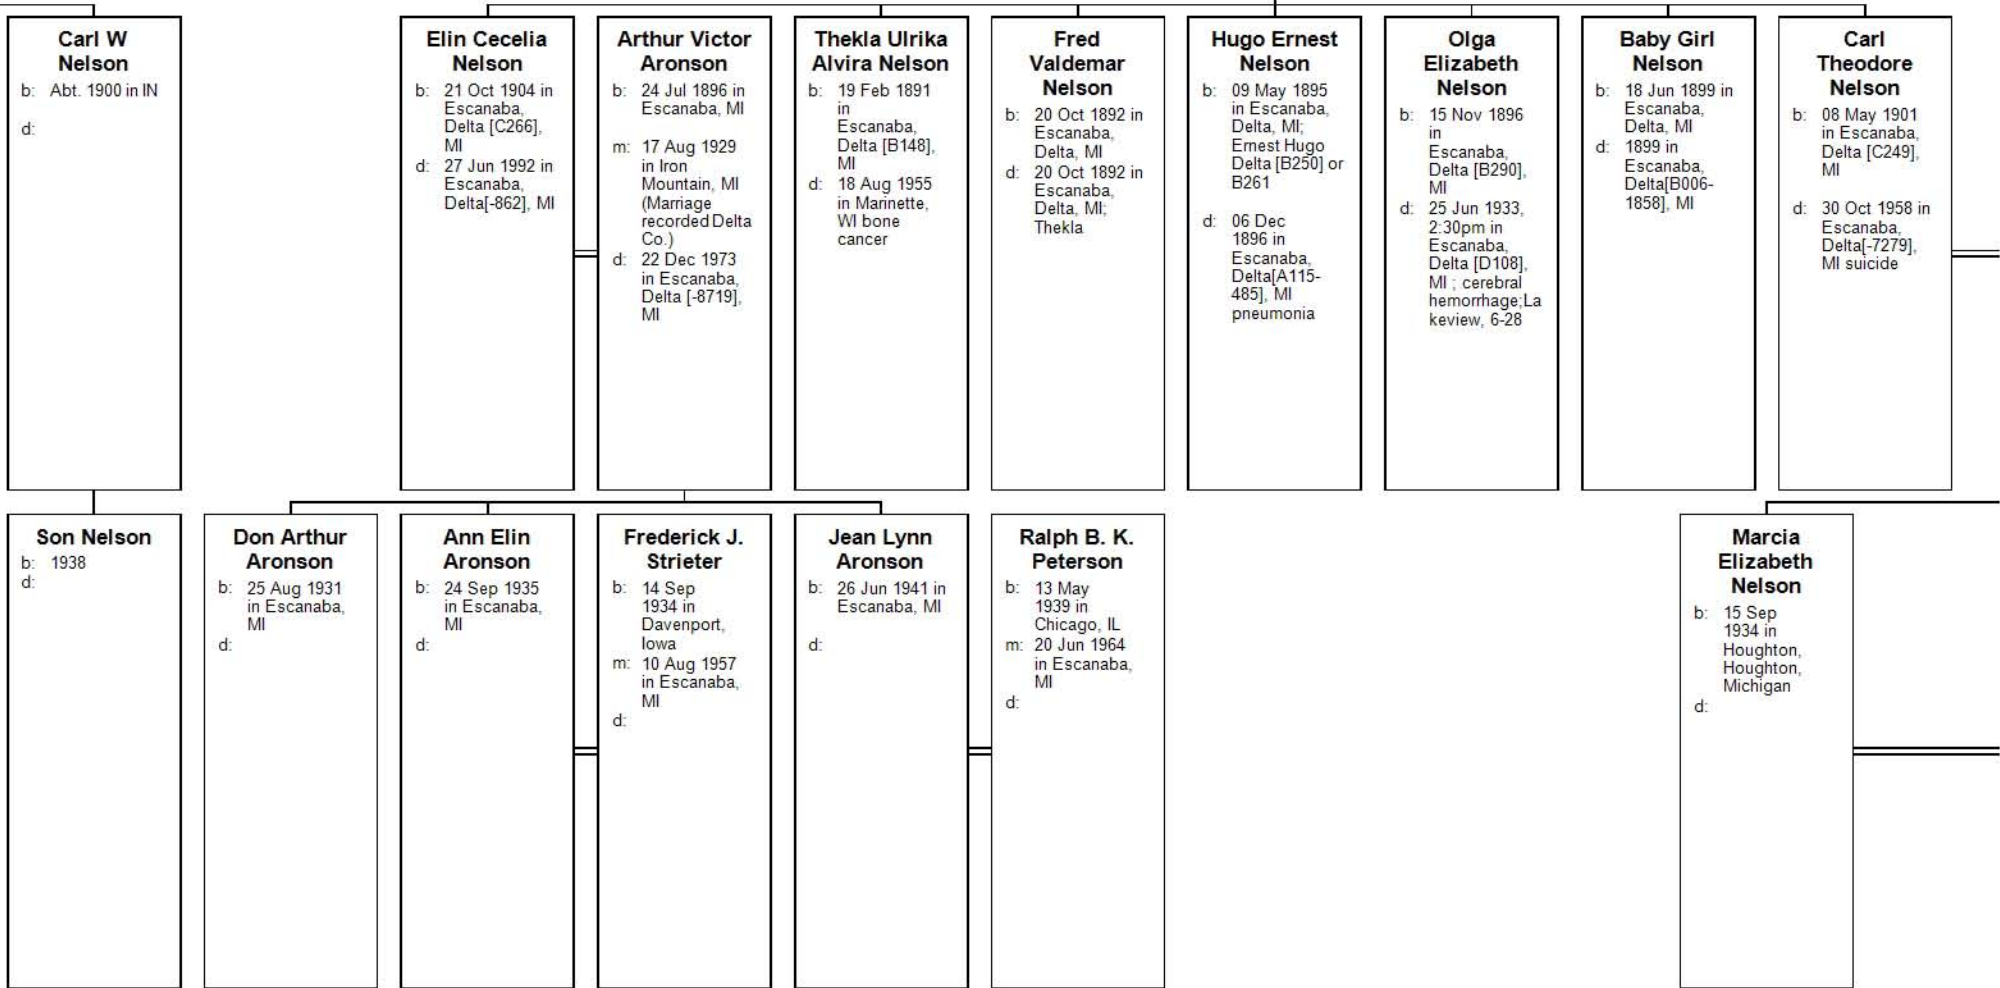 Carl W
Nelson
b: Abt. 1900 in IN
d:
Elin Cecelia
Nelson
b: 21 Oct 1904 in
Escanaba,
Delta [C266],
MI
d: 27 Jun 1992 in
Escanaba,
Delta[-862], MI
Arthur Victor
Aronson
b: 24 Jul 1896 in
Escanaba, MI
m: 17 Aug 1929
in Iron
Mountain, MI
(Marriage
recorded Delta
Co.)
d: 22 Dec 1973
in Escanaba,
Delta [-8719],
MI
Thekla Ulrika
Alvira Nelson
b: 19 Feb 1891
in
Escanaba,
Delta [B148],
MI
d: 18 Aug 1955
in Marinette,
WI bone
cancer
Fred
Valdemar
Nelson
b: 20 Oct 1892 in
Escanaba,
Delta, MI
d: 20 Oct 1892 in
Escanaba,
Delta, MI;
Thekla
Hugo Ernest
Nelson
b: 09 May 1895
in Escanaba,
Delta, MI;
Ernest Hugo
Delta [B250] or
B261
d: 06 Dec
1896 in
Escanaba,
Delta[A115-
485], MI
pneumonia
Olga
Elizabeth
Nelson
b: 15 Nov 1896
in
Escanaba,
Delta [B290],
MI
d: 25 Jun 1933,
2:30pm in
Escanaba,
Delta [D108],
MI ; cerebral
hemorrhage;La
keview, 6-28
Baby Girl
Nelson
b: 18 Jun 1899 in
Escanaba,
Delta, MI
d: 1899 in
Escanaba,
Delta[B006-
1858], MI
Carl
Theodore
Nelson
b: 08 May 1901
in Escanaba,
Delta [C249],
MI
d: 30 Oct 1958 in
Escanaba,
Delta[-7279],
MI suicide
Son Nelson
b: 1938
d:
Don Arthur
Aronson
b: 25 Aug 1931
in Escanaba,
MI
d:
Ann Elin
Aronson
b: 24 Sep 1935
in Escanaba,
MI
d:
Frederick J.
Strieter
b: 14 Sep
1934 in
Davenport,
Iowa
m: 10 Aug 1957
in Escanaba,
MI
d:
Jean Lynn
Aronson
b: 26 Jun 1941 in
Escanaba, MI
d:
Ralph B. K.
Peterson
b: 13 May
1939 in
Chicago, IL
m: 20 Jun 1964
in Escanaba,
MI
d:
Marcia
Elizabeth
Nelson
b: 15 Sep
1934 in
Houghton,
Houghton,
Michigan
d: